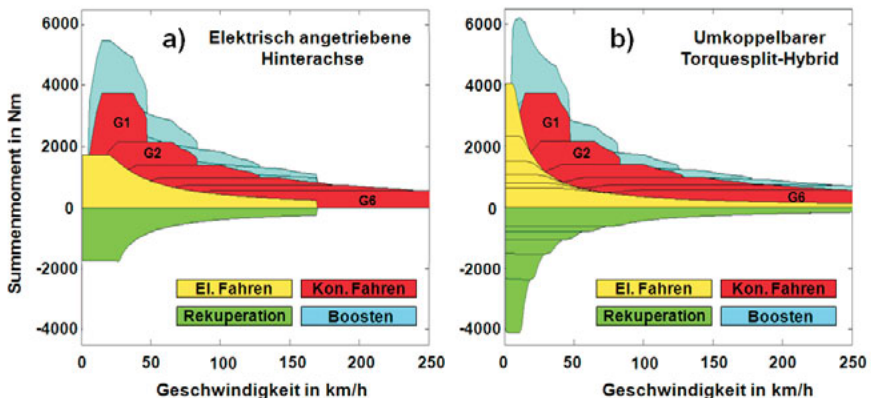 a) Elektrisch angetriebene
Hinterachse
Summenmoment in Nm
6000
4000
2000
0
-2000
-4000
G1
G2
G6
El. Fahren
Kon. Fahren
Rekuperation
Boosten
0 50 100 150 200 250
Geschwindigkeit in km/h
b) Umkoppelbarer
Torquesplit-Hybrid
6000
4000
2000
0
-2000
-4000
G1
G2
G6
El. Fahren
Kon. Fahren
Rekuperation
Boosten
0 50 100 150 200 250
Geschwindigkeit in km/h